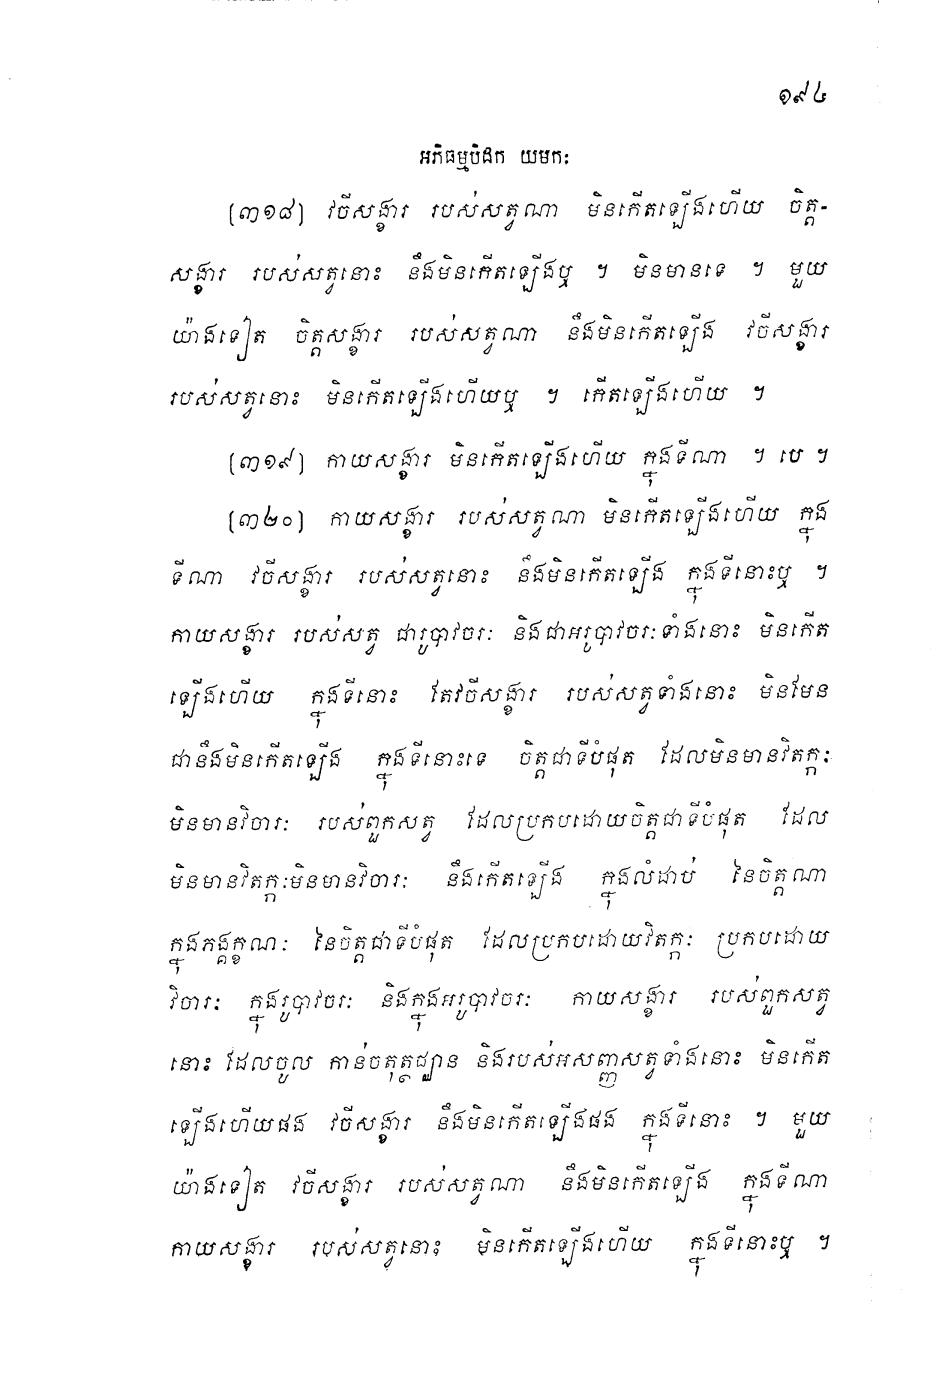 ១៩៤
អភិធម្មបិដក យមកៈ
[៣១៨] វចីសង្ខារ របស់សត្វណា មិនកើតឡើងហើយ ចិត្ត-
សង្ខារ របស់សត្វនោះ នឹងមិនកើតឡើងឬ ។ មិនមានទេ ។ មួយ
យ៉ាងទៀត ចិត្តសង្ខារ របស់សត្វណា នឹងមិនកើតឡើង វចីសង្ខារ
របស់សត្វនោះ មិនកើតឡើងហើយឬ ។ កើតឡើងហើយ ។
[៣១៩] កាយសង្ខារ មិនកើតឡើងហើយ ក្នុងទីណា ។ បេ ។
[៣២០] កាយសង្ខារ របស់សត្វណា មិនកើតឡើងហើយ ក្នុង
ទីណា វចីសង្ខារ របស់សត្វនោះ នឹងមិនកើតឡើង ក្នុងទីនោះឬ ។
កាយសង្ខារ របស់សត្វ ជារូបាវចរៈ និងជាអរូបាវចរៈទាំងនោះ មិនកើត
ឡើងហើយ ក្នុងទីនោះ តែវចីសង្ខារ របស់សត្វទាំងនោះ មិនមែន
ជានឹងមិនកើតឡើង ក្នុងទីនោះទេ ចិត្តជាទីបំផុត ដែលមិនមានវិតក្កៈ
មិនមានវិចារៈ របស់ពួកសត្វ ដែលប្រកបដោយចិត្តជាទីបំផុត ដែល
មិនមានវិតក្កៈមិនមានវិចារៈ នឹងកើតឡើង ក្នុងលំដាប់ នៃចិត្តណា
ក្នុងភង្គក្ខណៈ នៃចិត្តជាទីបំផុត ដែលប្រកបដោយវិតក្កៈ ប្រកបដោយ
វិចារៈ ក្នុងរូបាវចរៈ និងក្នុងអរូបាវចរៈ កាយសង្ខារ របស់ពួកសត្វ
នោះ ដែលចូល កាន់ចតុត្ថជ្ឈាន និងរបស់អសញ្ញសត្វទាំងនោះ មិនកើត
ឡើងហើយផង វចីសង្ខារ នឹងមិនកើតឡើងផង ក្នុងទីនោះ ។ មួយ
យ៉ាងទៀត វចីសង្ខារ របស់សត្វណា នឹងមិនកើតឡើង ក្នុងទីណា
កាយសង្ខារ របស់សត្វនោះ មិនកើតឡើងហើយ ក្នុងទីនោះឬ ។